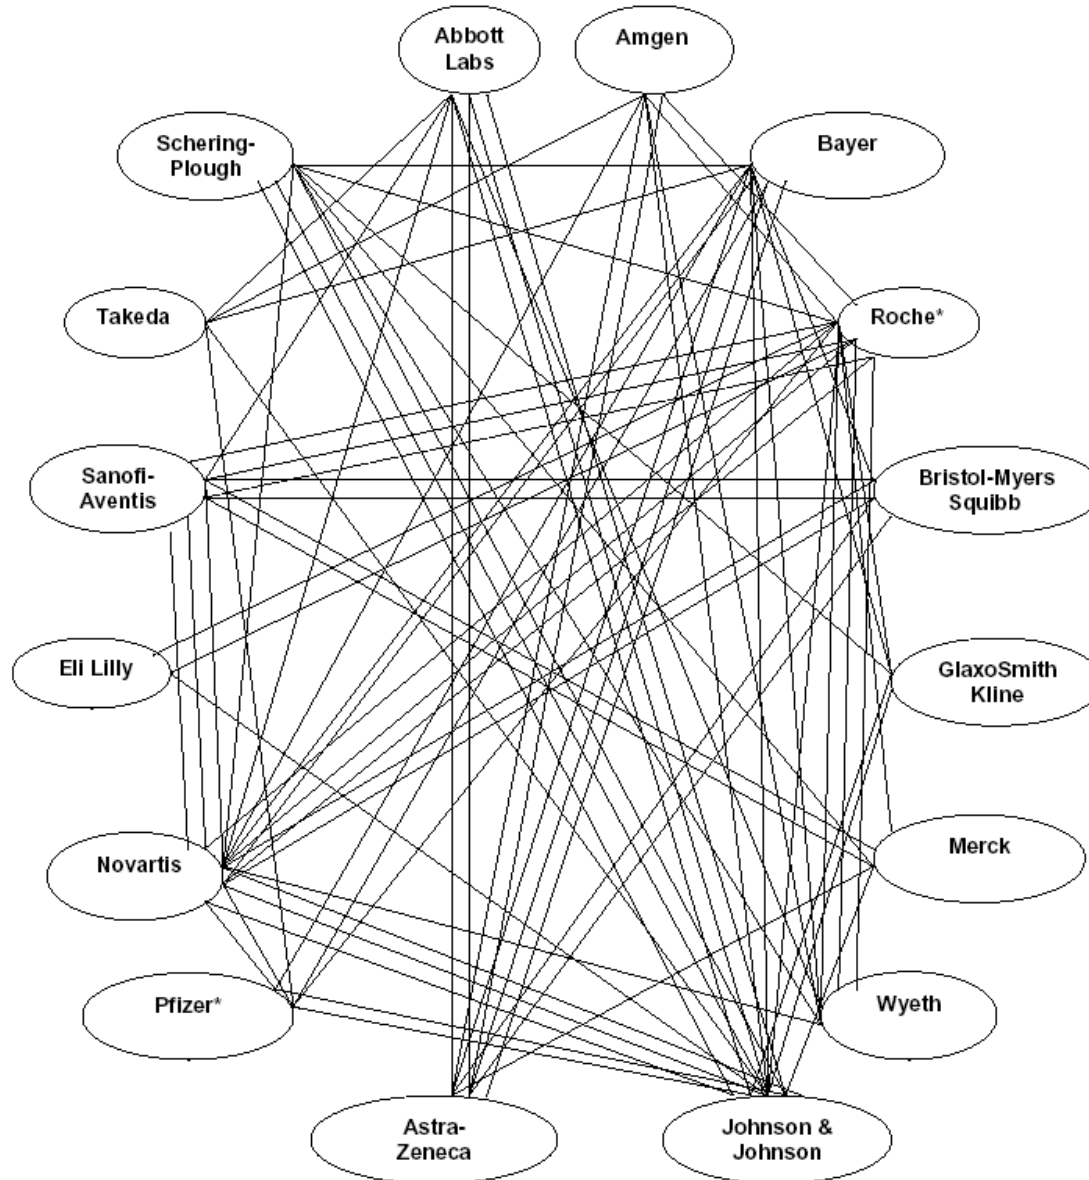 Abbott
Labs
Amgen
Schering-
Plough
Bayer
Takeda
Roche*
Sanofi-
Aventis
Bristol-Myers
Squibb
Eli Lilly
GlaxoSmith
Kline
Novartis
Merck
Pfizer*
Wyeth
Astra-
Zeneca
Johnson &
Johnson